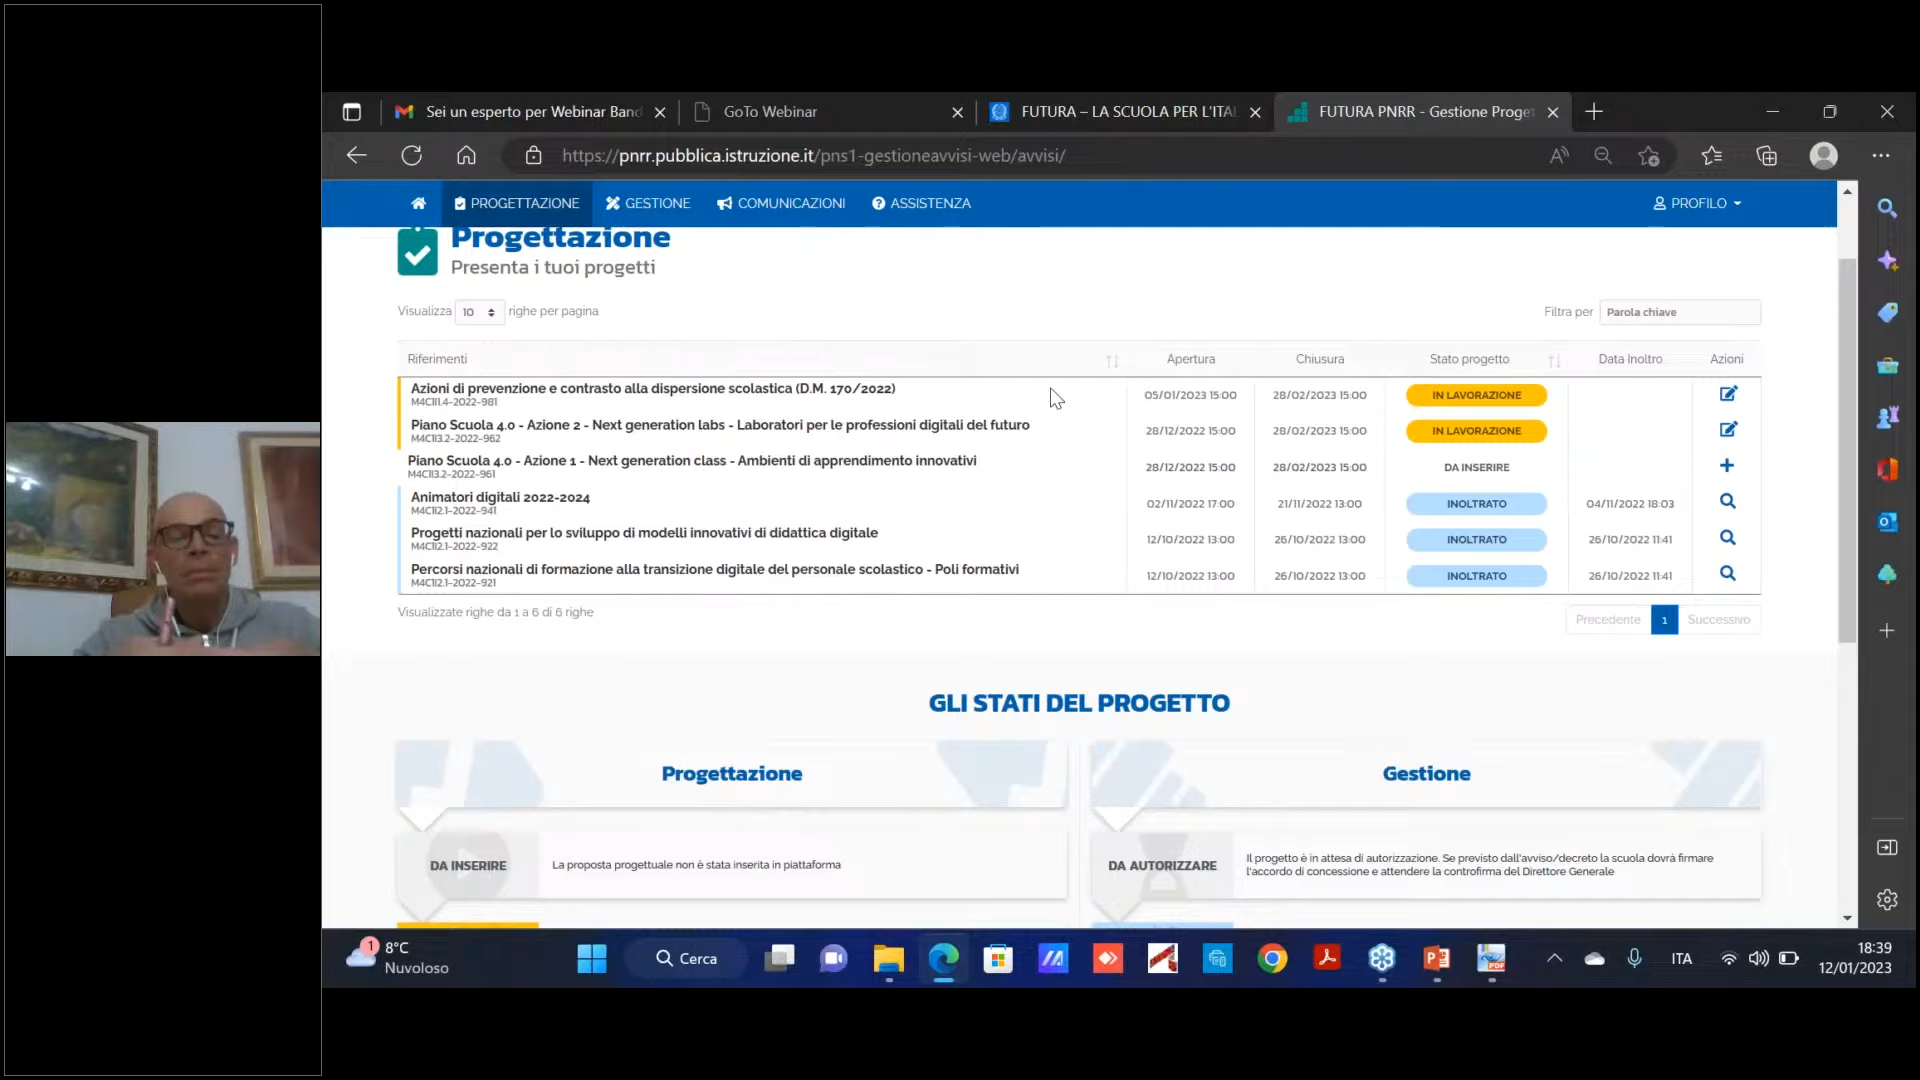 Sei un esperto per Webinar Band
GoTo Webinar
FUTURA – LA SCUOLA PER L'ITAL
FUTURA PNRR - Gestione Proget
https://pnrr.pubblica.istruzione.it/pns1-gestioneavvisi-web/avvisi/
PROGETTAZIONE
GESTIONE
COMUNICAZIONI
ASSISTENZA
PROFILO
Progettazione
Presenta i tuoi progetti
Visualizza 10 righe per pagina
Filtra per Parola chiave
Riferimenti Apertura Chiusura Stato progetto Data Inoltro Azioni
Azioni di prevenzione e contrasto alla dispersione scolastica (D.M. 170/2022)
M4C1I1.4-2022-981
05/01/2023 15:00 28/02/2023 15:00 IN LAVORAZIONE
Piano Scuola 4.0 - Azione 2 - Next generation labs - Laboratori per le professioni digitali del futuro
M4C1I3.2-2022-962
28/12/2022 15:00 28/02/2023 15:00 IN LAVORAZIONE
Piano Scuola 4.0 - Azione 1 - Next generation class - Ambienti di apprendimento innovativi
M4C1I3.2-2022-961
28/12/2022 15:00 28/02/2023 15:00 DA INSERIRE
Animatori digitali 2022-2024
M4C1I2.1-2022-941
02/11/2022 17:00 21/11/2022 13:00 INOLTRATO 04/11/2022 18:03
Progetti nazionali per lo sviluppo di modelli innovativi di didattica digitale
M4C1I2.1-2022-922
12/10/2022 13:00 26/10/2022 13:00 INOLTRATO 26/10/2022 11:41
Percorsi nazionali di formazione alla transizione digitale del personale scolastico - Poli formativi
M4C1I2.1-2022-921
12/10/2022 13:00 26/10/2022 13:00 INOLTRATO 26/10/2022 11:41
Visualizzate righe da 1 a 6 di 6 righe
Precedente 1 Successivo
GLI STATI DEL PROGETTO
Progettazione
Gestione
DA INSERIRE
La proposta progettuale non è stata inserita in piattaforma
DA AUTORIZZARE
Il progetto è in attesa di autorizzazione. Se previsto dall'avviso/decreto la scuola dovrà firmare
l'accordo di concessione e attendere la controfirma del Direttore Generale
1
8°C
Nuvoloso
Cerca
ITA
18:39
12/01/2023